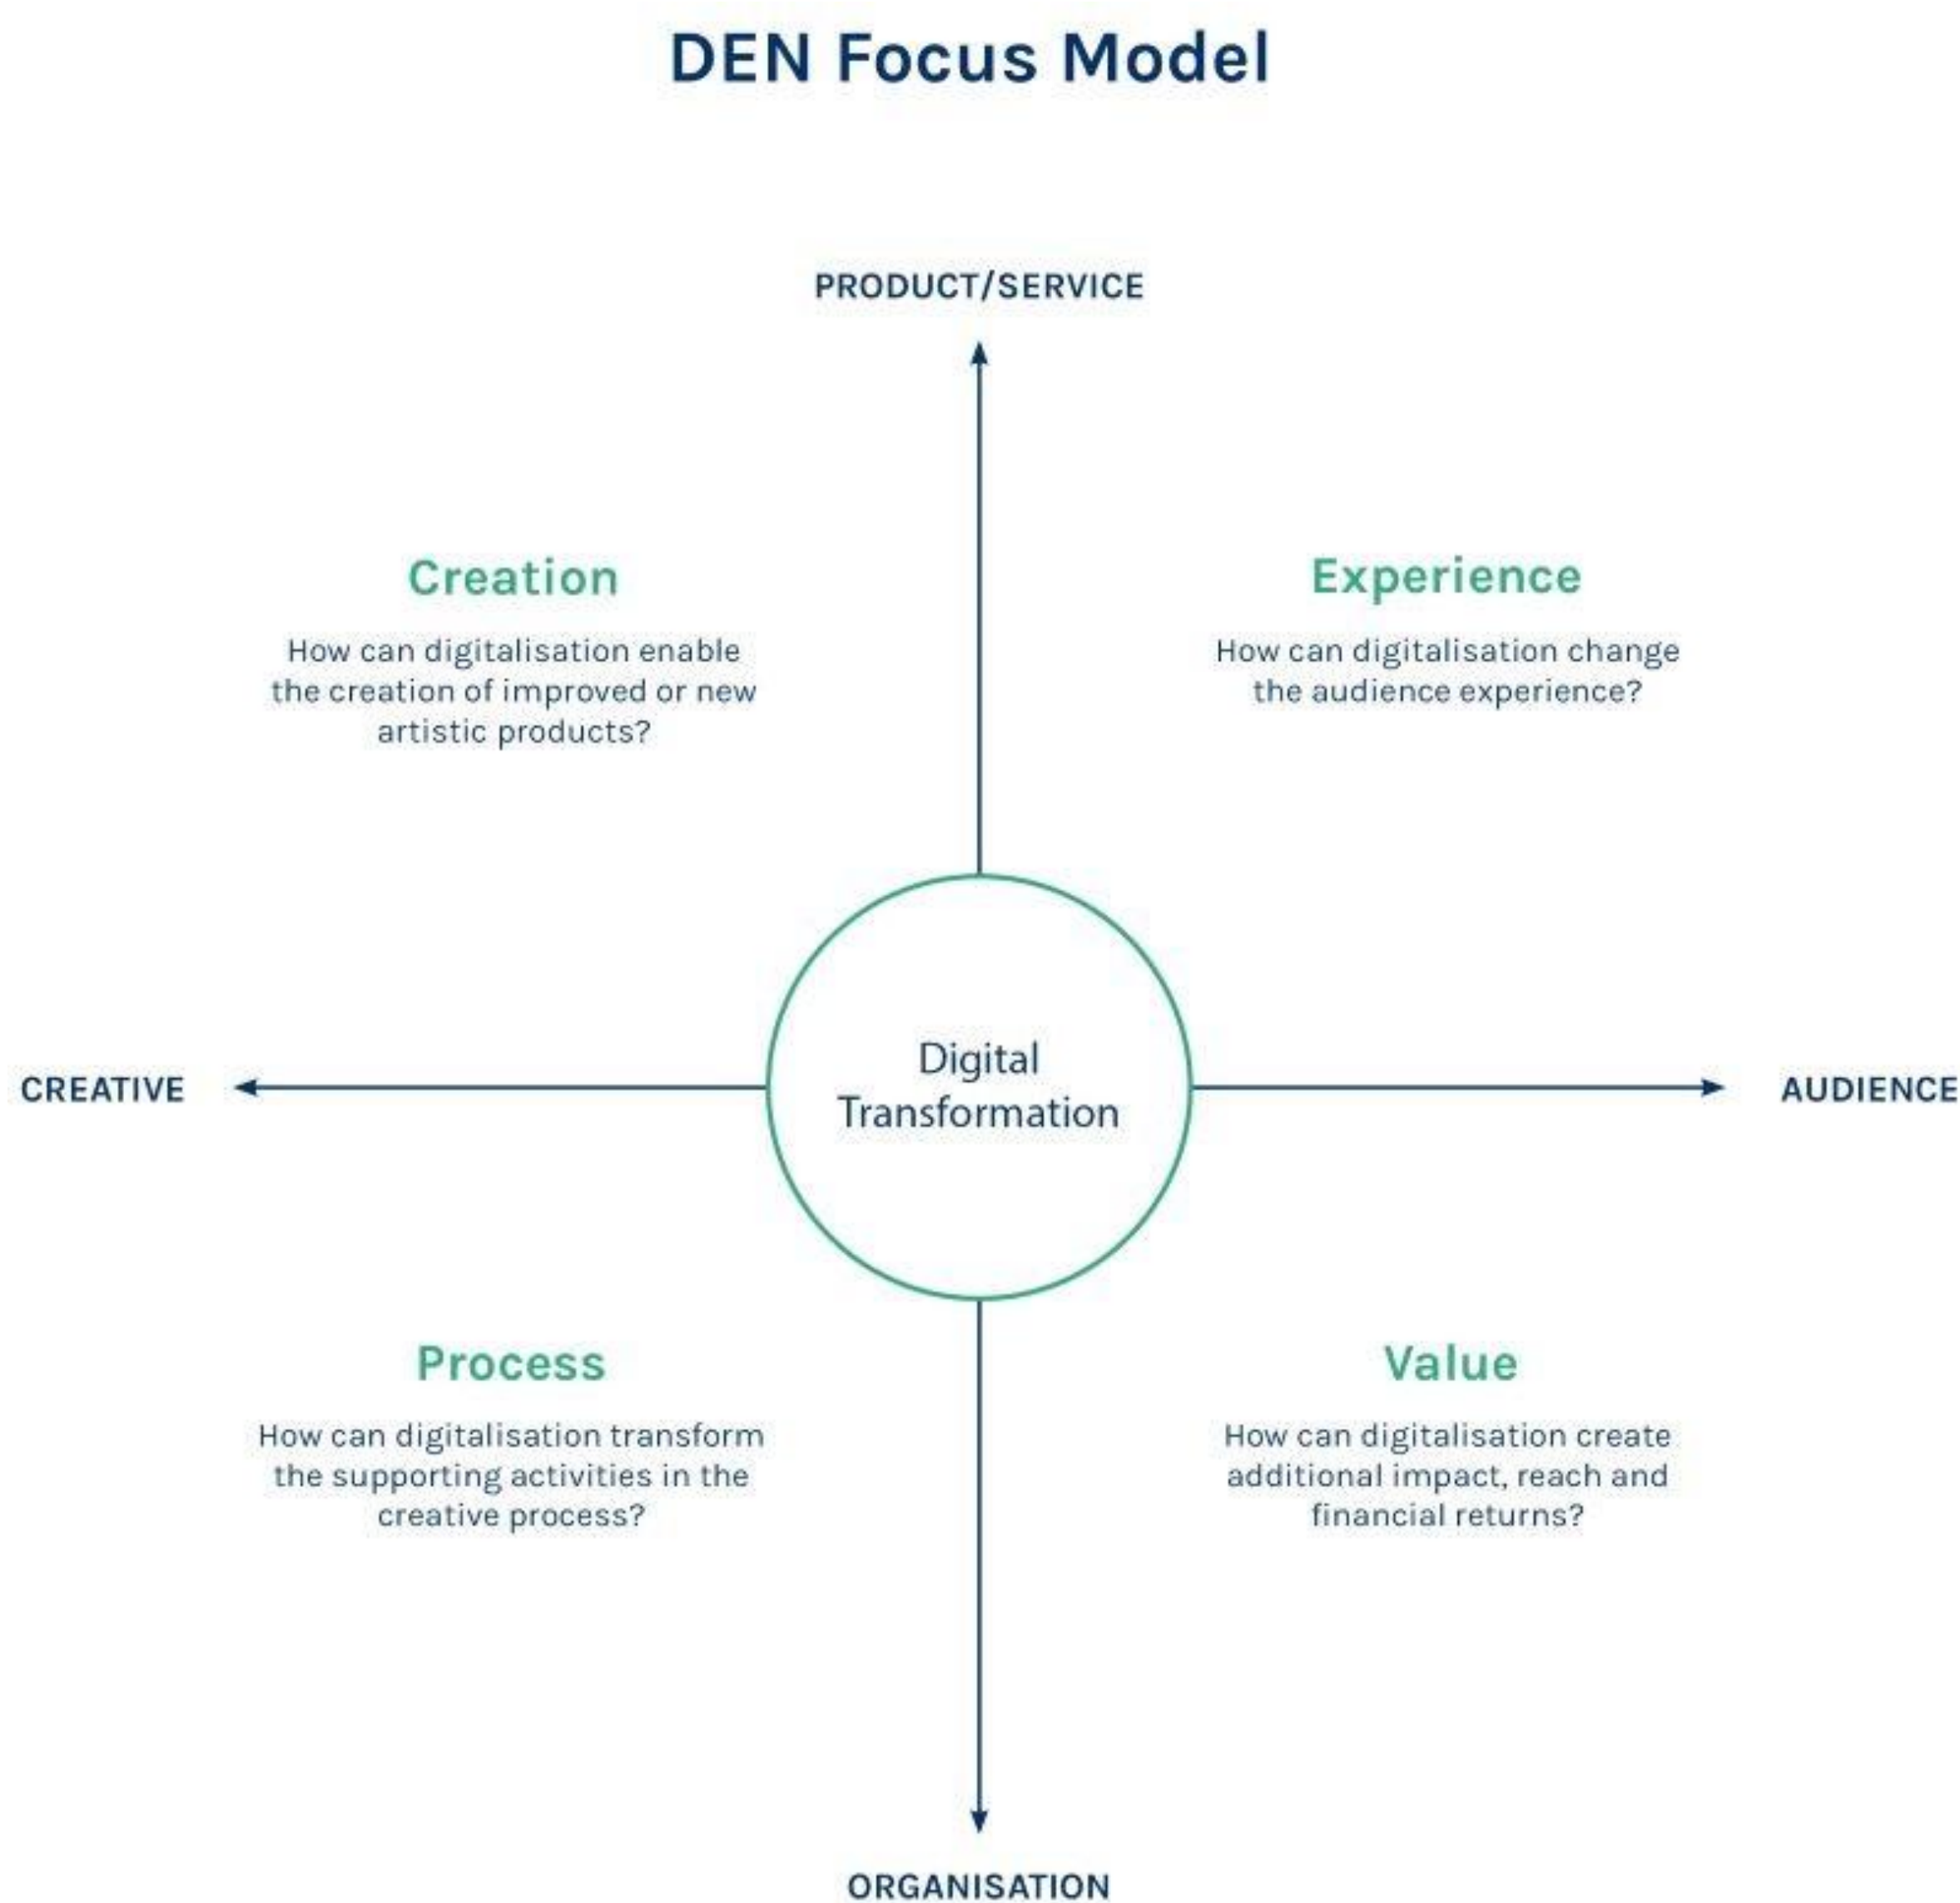 DEN Focus Model
PRODUCT/SERVICE
Creation
How can digitalisation enable
the creation of improved or new
artistic products?
Experience
How can digitalisation change
the audience experience?
CREATIVE
Digital
Transformation
AUDIENCE
Process
How can digitalisation transform
the supporting activities in the
creative process?
Value
How can digitalisation create
additional impact, reach and
financial returns?
ORGANISATION